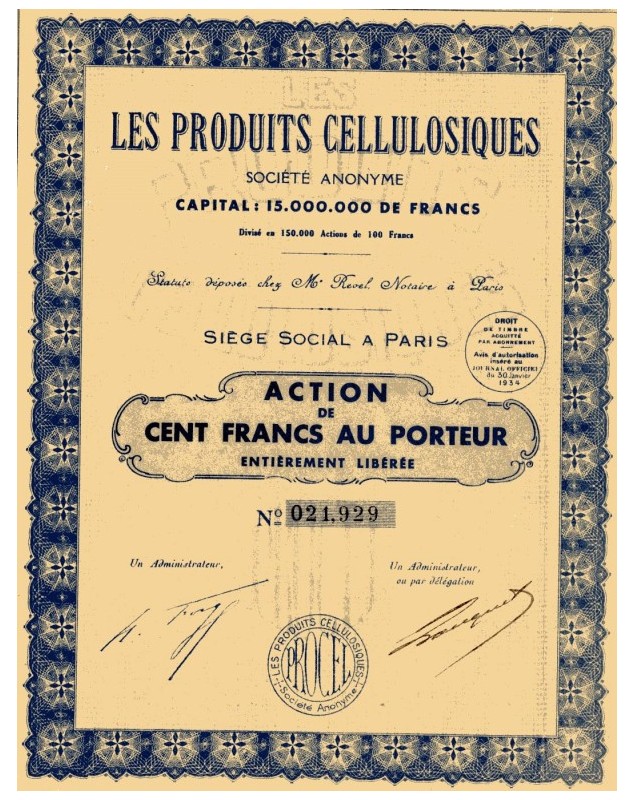 LES PRODUITS CELLULOSIQUES
SOCIÉTÉ ANONYME
CAPITAL: 15.000.000 DE FRANCS
Divisé en 150.000 Actions de 100 Francs
Statuts déposés chez Me Revel, Notaire à Paris
SIÈGE SOCIAL A PARIS
DROIT
DE TIMBRE
ACQUITTÉ
PAR ABONNEMENT
Avis d'autorisation
inséré au
JOURNAL OFFICIEL
du 30 Janvier
1934
ACTION
DE
CENT FRANCS AU PORTEUR
ENTIÈREMENT LIBÉRÉE
No 021,929
Un Administrateur,
Un Administrateur,
ou par délégation
LES PRODUITS CELLULOSIQUES
PROCEL
Société Anonyme